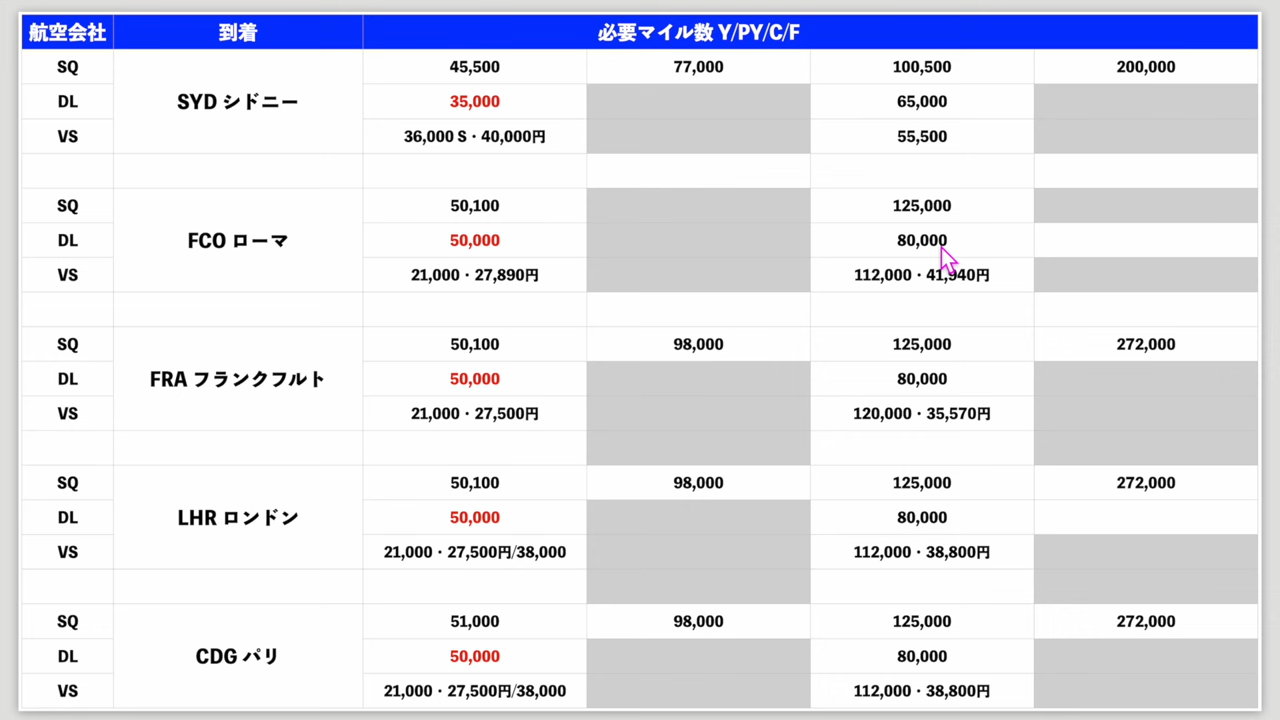 航空会社 到着 必要マイル数 Y/PY/C/F
SQ 45,500 77,000 100,500 200,000
DL SYD シドニー 35,000 65,000
VS 36,000 S・40,000円 55,500
SQ 50,100 125,000
DL FCO ローマ 50,000 80,000
VS 21,000・27,890円 112,000・41,940円
SQ 50,100 98,000 125,000 272,000
DL FRA フランクフルト 50,000 80,000
VS 21,000・27,500円 120,000・35,570円
SQ 50,100 98,000 125,000 272,000
DL LHR ロンドン 50,000 80,000
VS 21,000・27,500円/38,000 112,000・38,800円
SQ 51,000 98,000 125,000 272,000
DL CDG パリ 50,000 80,000
VS 21,000・27,500円/38,000 112,000・38,800円